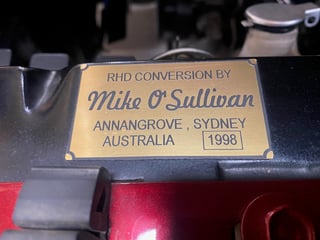 RHD CONVERSION BY
Mike O'Sullivan
ANNANGROVE , SYDNEY
AUSTRALIA 1998